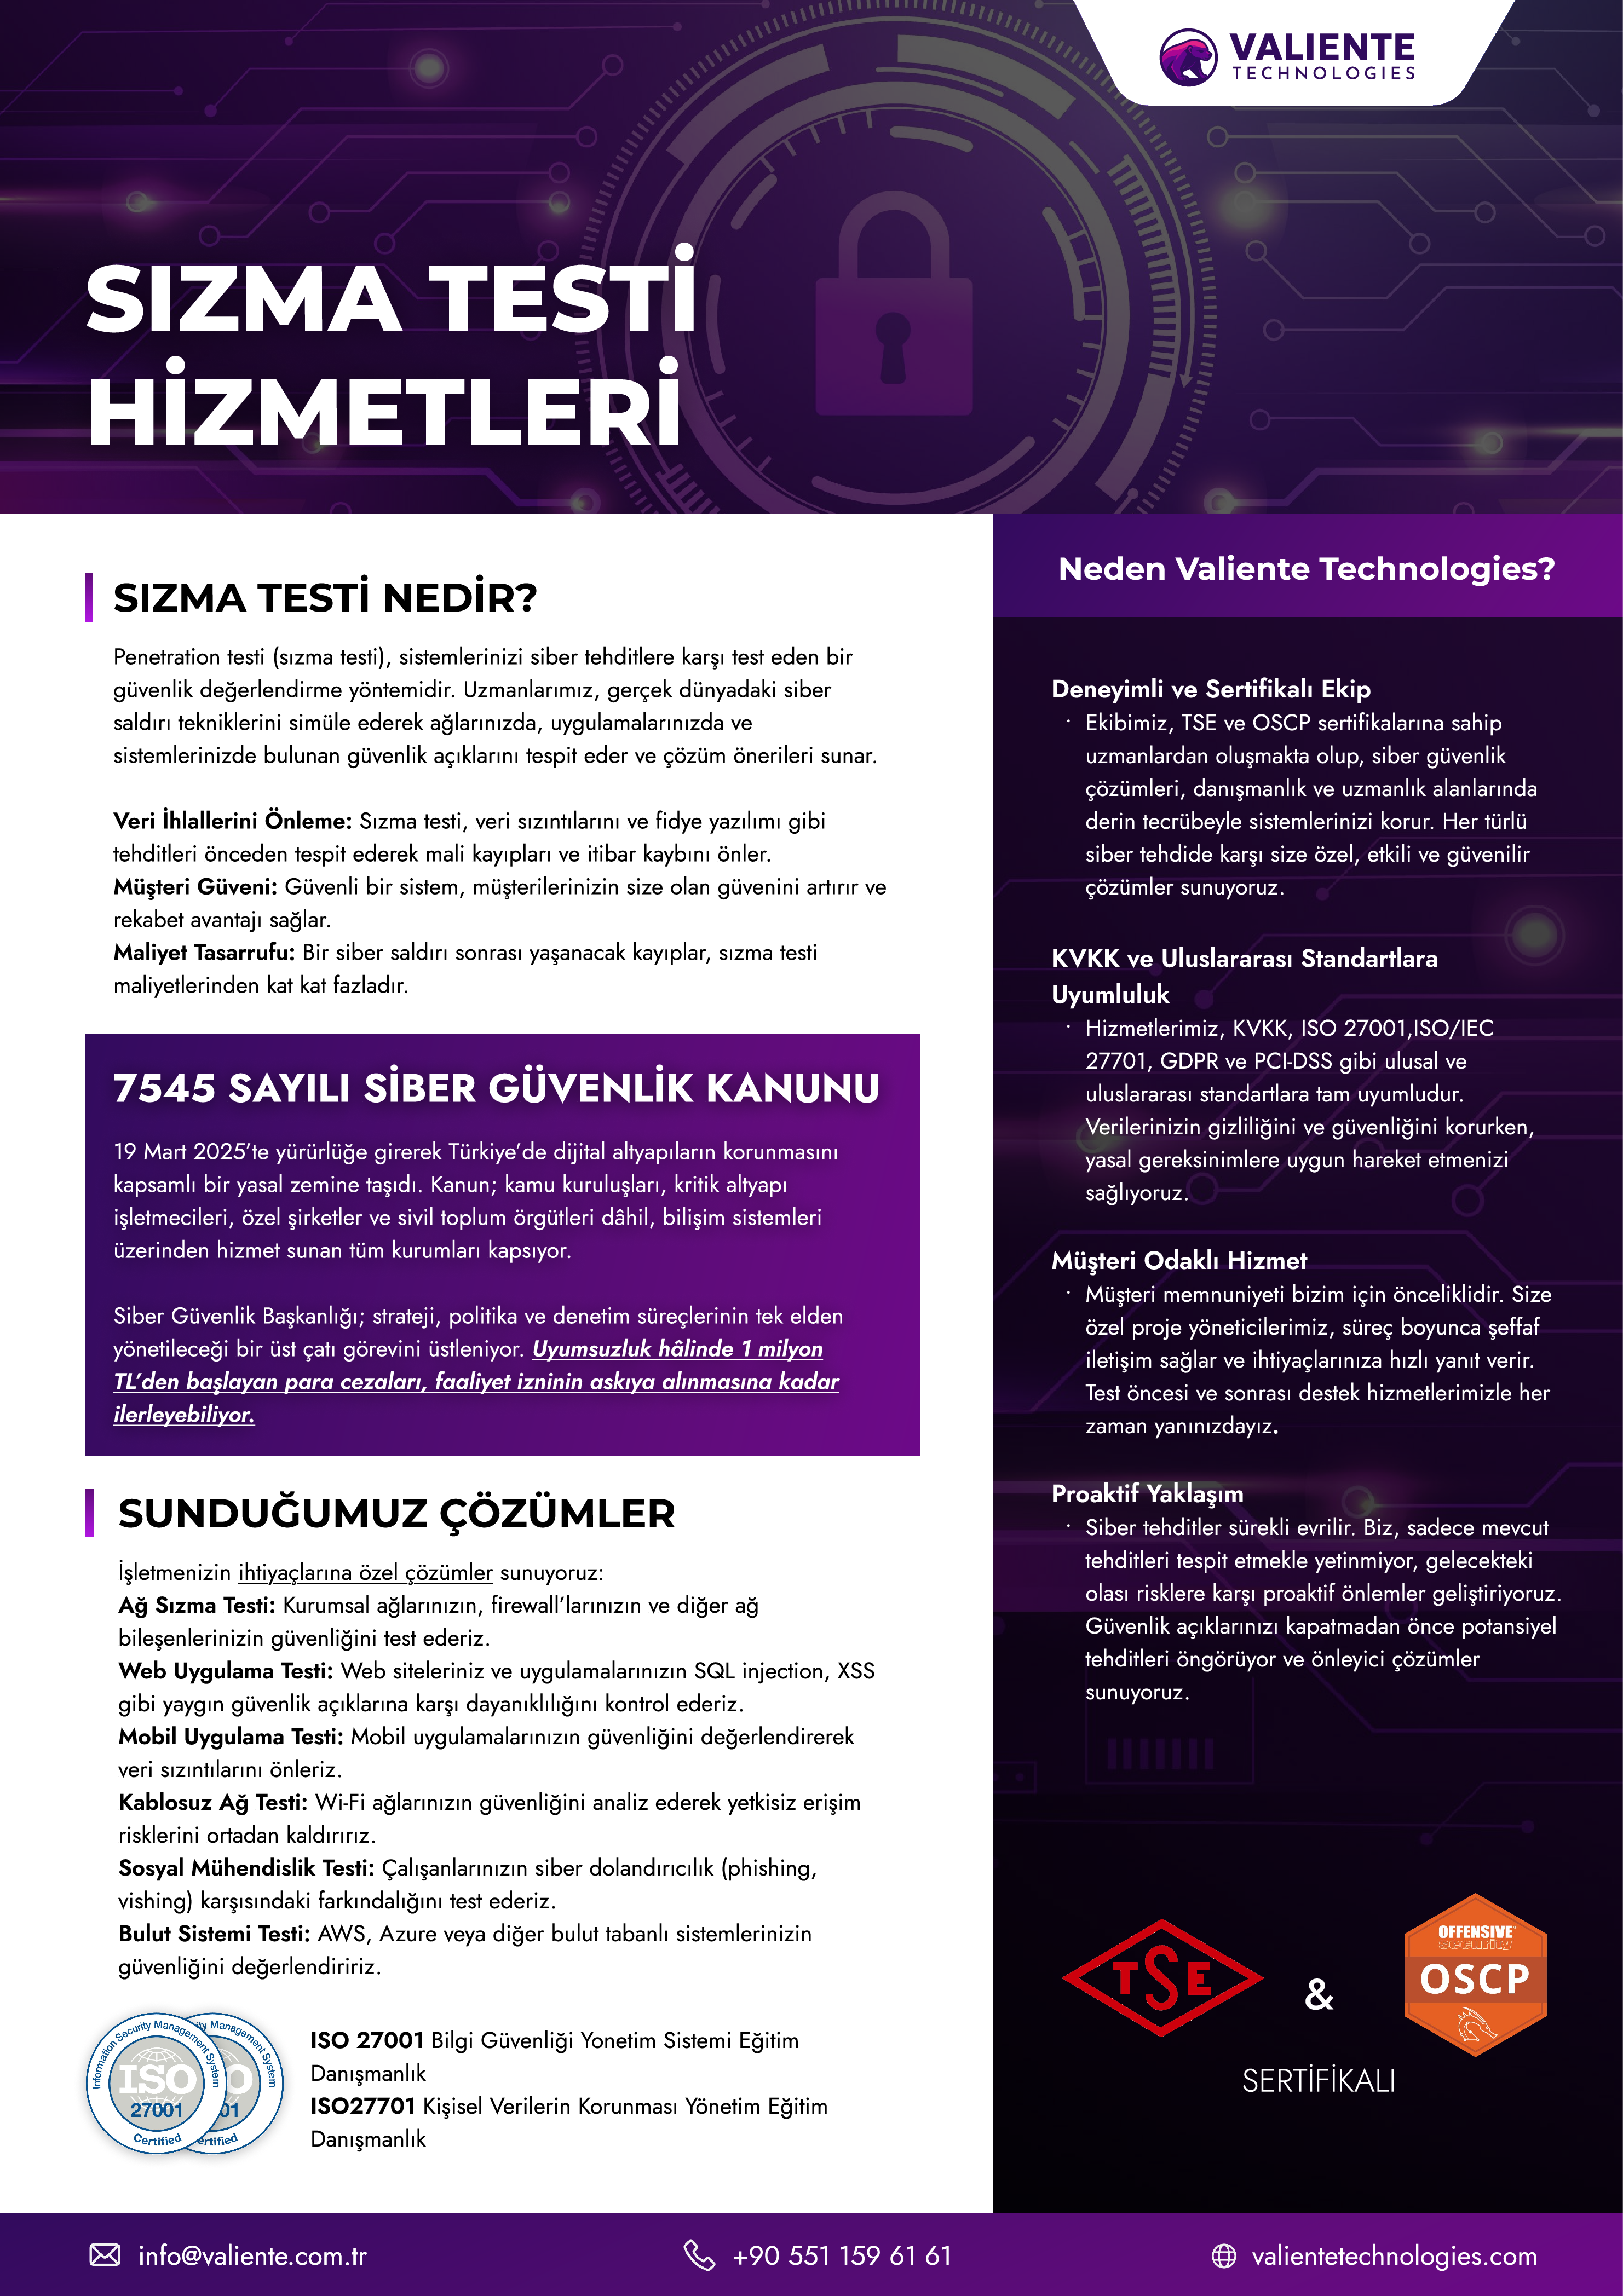 VALIENTE
TECHNOLOGIES
SIZMA TESTİ
HİZMETLERİ
SIZMA TESTİ NEDİR?
Penetration testi (sızma testi), sistemlerinizi siber tehditlere karşı test eden bir
güvenlik değerlendirme yöntemidir. Uzmanlarımız, gerçek dünyadaki siber
saldırı tekniklerini simüle ederek ağlarınızda, uygulamalarınızda ve
sistemlerinizde bulunan güvenlik açıklarını tespit eder ve çözüm önerileri sunar.
Veri İhlallerini Önleme: Sızma testi, veri sızıntılarını ve fidye yazılımı gibi
tehditleri önceden tespit ederek mali kayıpları ve itibar kaybını önler.
Müşteri Güveni: Güvenli bir sistem, müşterilerinizin size olan güvenini artırır ve
rekabet avantajı sağlar.
Maliyet Tasarrufu: Bir siber saldırı sonrası yaşanacak kayıplar, sızma testi
maliyetlerinden kat kat fazladır.
7545 SAYILI SİBER GÜVENLİK KANUNU
19 Mart 2025’te yürürlüğe girerek Türkiye’de dijital altyapıların korunmasını
kapsamlı bir yasal zemine taşıdı. Kanun; kamu kuruluşları, kritik altyapı
işletmecileri, özel şirketler ve sivil toplum örgütleri dâhil, bilişim sistemleri
üzerinden hizmet sunan tüm kurumları kapsıyor.
Siber Güvenlik Başkanlığı; strateji, politika ve denetim süreçlerinin tek elden
yönetileceği bir üst çatı görevini üstleniyor. Uyumsuzluk hâlinde 1 milyon
TL’den başlayan para cezaları, faaliyet izninin askıya alınmasına kadar
ilerleyebiliyor.
SUNDUĞUMUZ ÇÖZÜMLER
İşletmenizin ihtiyaçlarına özel çözümler sunuyoruz:
Ağ Sızma Testi: Kurumsal ağlarınızın, firewall’larınızın ve diğer ağ
bileşenlerinizin güvenliğini test ederiz.
Web Uygulama Testi: Web siteleriniz ve uygulamalarınızın SQL injection, XSS
gibi yaygın güvenlik açıklarına karşı dayanıklılığını kontrol ederiz.
Mobil Uygulama Testi: Mobil uygulamalarınızın güvenliğini değerlendirerek
veri sızıntılarını önleriz.
Kablosuz Ağ Testi: Wi-Fi ağlarınızın güvenliğini analiz ederek yetkisiz erişim
risklerini ortadan kaldırırız.
Sosyal Mühendislik Testi: Çalışanlarınızın siber dolandırıcılık (phishing,
vishing) karşısındaki farkındalığını test ederiz.
Bulut Sistemi Testi: AWS, Azure veya diğer bulut tabanlı sistemlerinizin
güvenliğini değerlendiririz.
Information Security Management System
ISO
27001
Certified
ity Management System
O
01
ertified
ISO 27001 Bilgi Güvenliği Yonetim Sistemi Eğitim
Danışmanlık
ISO27701 Kişisel Verilerin Korunması Yönetim Eğitim
Danışmanlık
Neden Valiente Technologies?
Deneyimli ve Sertifikalı Ekip
· Ekibimiz, TSE ve OSCP sertifikalarına sahip
uzmanlardan oluşmakta olup, siber güvenlik
çözümleri, danışmanlık ve uzmanlık alanlarında
derin tecrübeyle sistemlerinizi korur. Her türlü
siber tehdide karşı size özel, etkili ve güvenilir
çözümler sunuyoruz.
KVKK ve Uluslararası Standartlara
Uyumluluk
· Hizmetlerimiz, KVKK, ISO 27001,ISO/IEC
27701, GDPR ve PCI-DSS gibi ulusal ve
uluslararası standartlara tam uyumludur.
Verilerinizin gizliliğini ve güvenliğini korurken,
yasal gereksinimlere uygun hareket etmenizi
sağlıyoruz.
Müşteri Odaklı Hizmet
· Müşteri memnuniyeti bizim için önceliklidir. Size
özel proje yöneticilerimiz, süreç boyunca şeffaf
iletişim sağlar ve ihtiyaçlarınıza hızlı yanıt verir.
Test öncesi ve sonrası destek hizmetlerimizle her
zaman yanınızdayız.
Proaktif Yaklaşım
· Siber tehditler sürekli evrilir. Biz, sadece mevcut
tehditleri tespit etmekle yetinmiyor, gelecekteki
olası risklere karşı proaktif önlemler geliştiriyoruz.
Güvenlik açıklarınızı kapatmadan önce potansiyel
tehditleri öngörüyor ve önleyici çözümler
sunuyoruz.
TSE
&
OFFENSIVE
security
OSCP
SERTİFİKALI
info@valiente.com.tr
+90 551 159 61 61
valientetechnologies.com